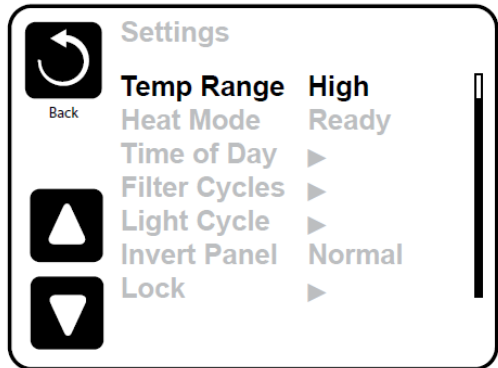 Settings
Back
Temp Range High
Heat Mode Ready
Time of Day ▶
Filter Cycles ▶
Light Cycle ▶
Invert Panel Normal
Lock ▶